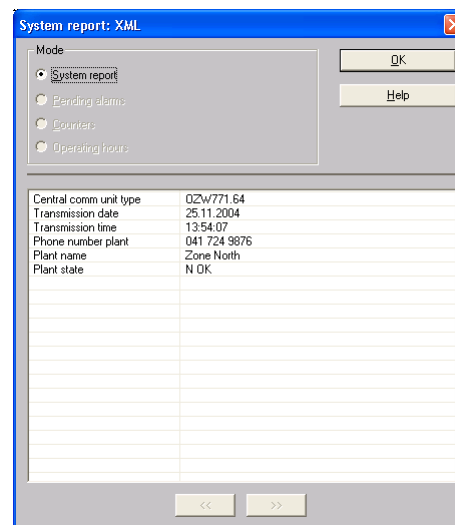 System report: XML
Mode
System report
Pending alarms
Counters
Operating hours
OK
Help
Central comm unit type OZW771.64
Transmission date 25.11.2004
Transmission time 13:54:07
Phone number plant 041 724 9876
Plant name Zone North
Plant state N OK
<< >>